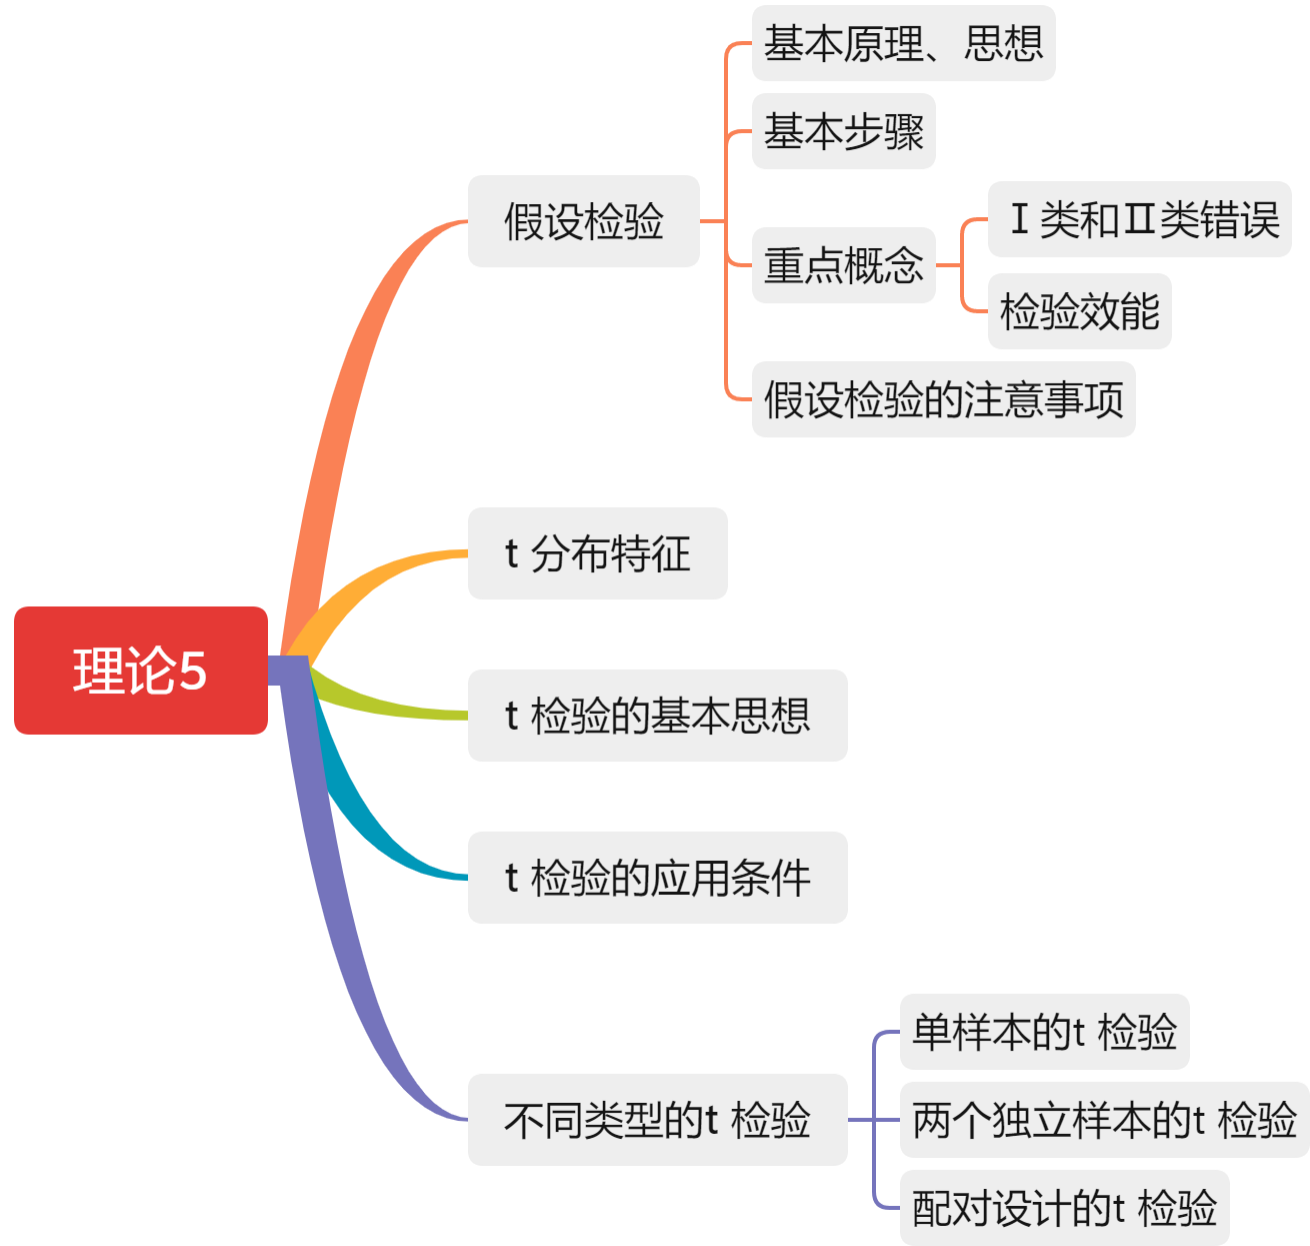 理论5
假设检验
基本原理、思想
基本步骤
重点概念
Ⅰ类和Ⅱ类错误
检验效能
假设检验的注意事项
t 分布特征
t 检验的基本思想
t 检验的应用条件
不同类型的t 检验
单样本的t 检验
两个独立样本的t 检验
配对设计的t 检验